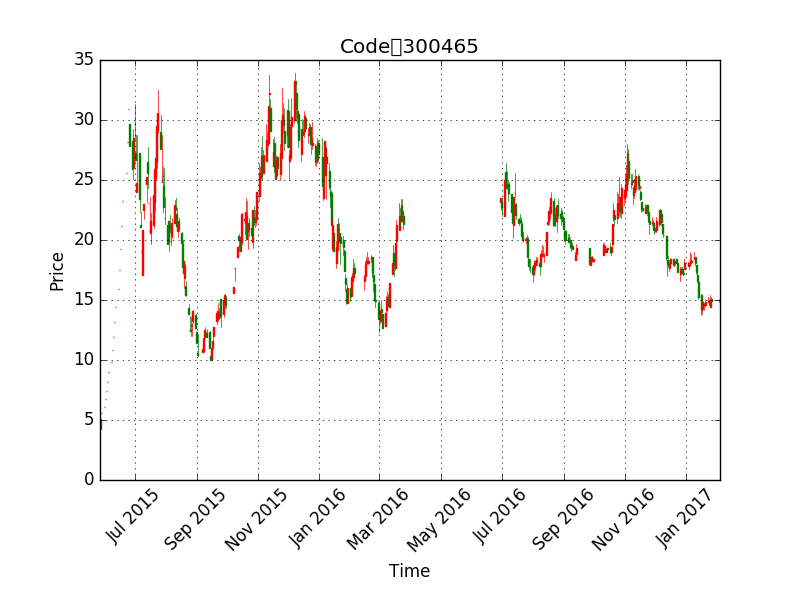 Code▯300465
35
30
25
20
15
10
5
0
Price
Jul 2015
Sep 2015
Nov 2015
Jan 2016
Mar 2016
May 2016
Jul 2016
Sep 2016
Nov 2016
Jan 2017
Time